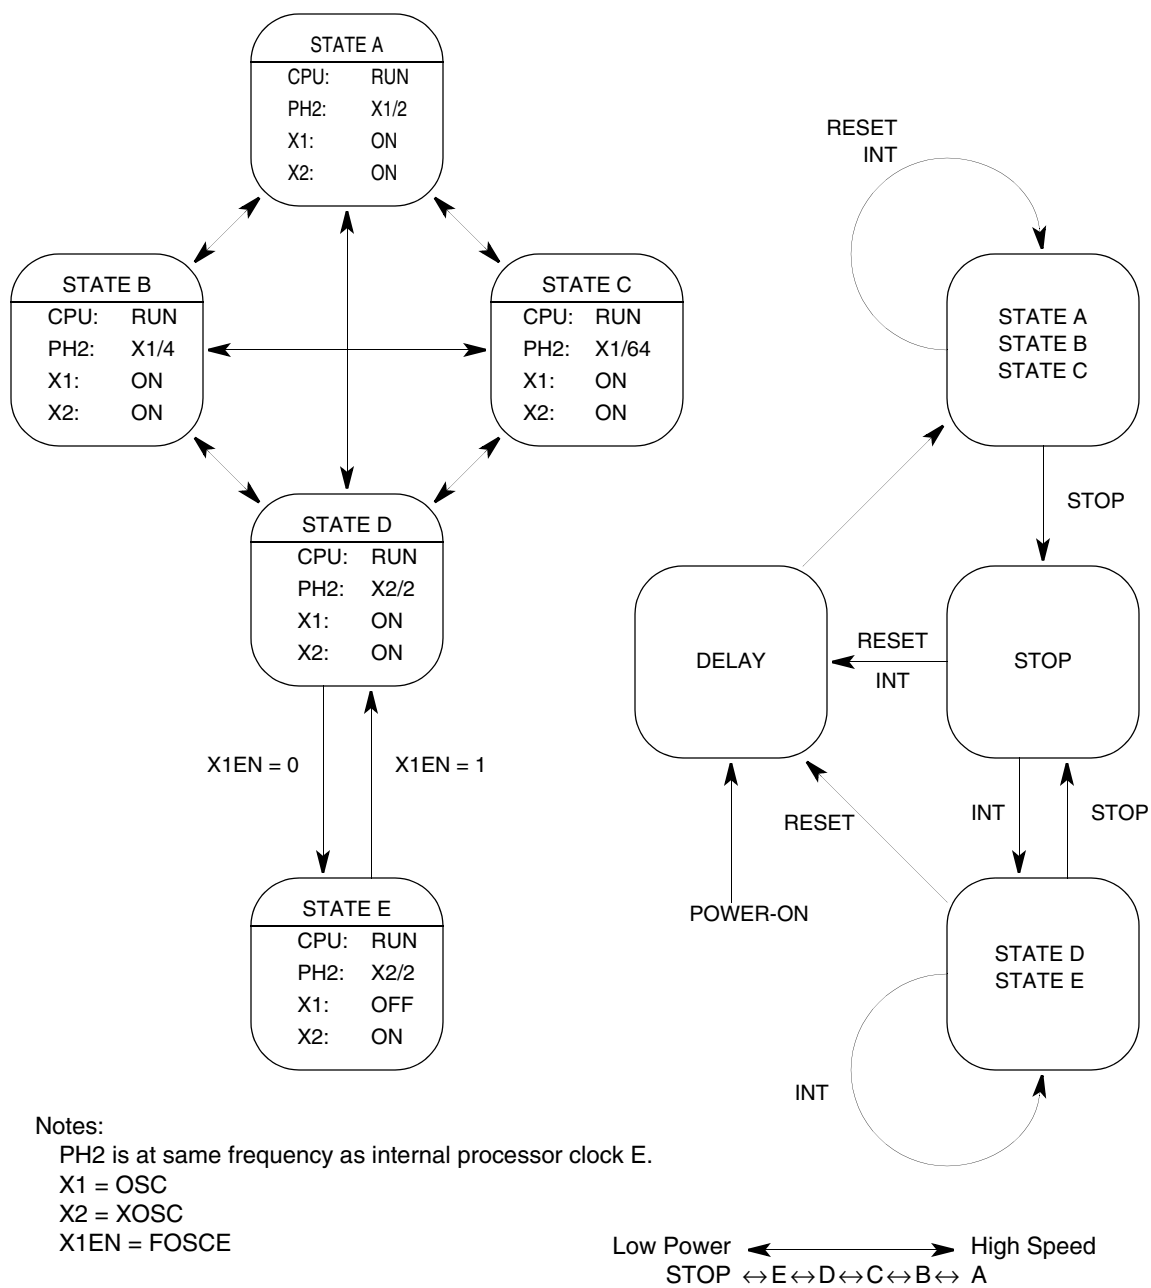 STATE A
CPU: RUN
PH2: X1/2
X1: ON
X2: ON
STATE B
CPU: RUN
PH2: X1/4
X1: ON
X2: ON
STATE C
CPU: RUN
PH2: X1/64
X1: ON
X2: ON
STATE D
CPU: RUN
PH2: X2/2
X1: ON
X2: ON
X1EN = 0
X1EN = 1
STATE E
CPU: RUN
PH2: X2/2
X1: OFF
X2: ON
RESET
INT
STATE A
STATE B
STATE C
STOP
DELAY
RESET
INT
STOP
RESET
INT
STOP
POWER-ON
STATE D
STATE E
INT
Notes:
PH2 is at same frequency as internal processor clock E.
X1 = OSC
X2 = XOSC
X1EN = FOSCE
Low Power High Speed
STOP ↔E↔D↔C↔B↔ A